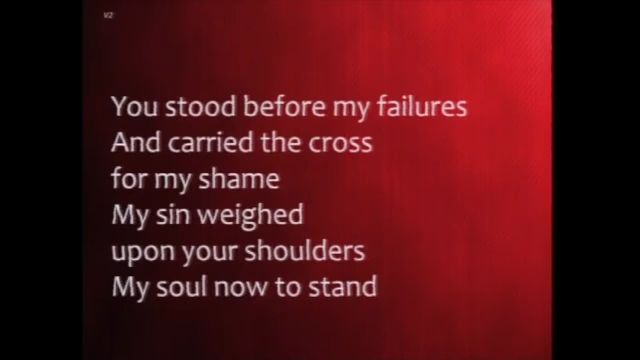 V2:
You stood before my failures
And carried the cross
for my shame
My sin weighed
upon your shoulders
My soul now to stand